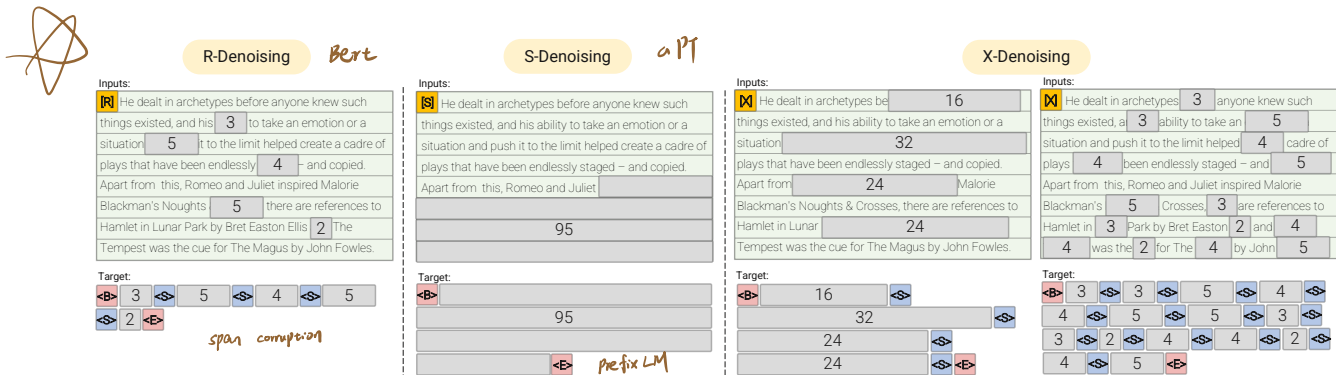 R-Denoising
Bert
S-Denoising
GPT
X-Denoising
Inputs:
[R] He dealt in archetypes before anyone knew such
things existed, and his 3 to take an emotion or a
situation 5 it to the limit helped create a cadre of
plays that have been endlessly 4 – and copied.
Apart from this, Romeo and Juliet inspired Malorie
Blackman's Noughts 5 there are references to
Hamlet in Lunar Park by Bret Easton Ellis 2 The
Tempest was the cue for The Magus by John Fowles.
Target:
<B> 3 <S> 5 <S> 4 <S> 5
<S> 2 <E>
span corruption
Inputs:
[S] He dealt in archetypes before anyone knew such
things existed, and his ability to take an emotion or a
situation and push it to the limit helped create a cadre of
plays that have been endlessly staged – and copied.
Apart from this, Romeo and Juliet
95
Target:
<B>
95
<E>
prefix LM
Inputs:
[X] He dealt in archetypes be 16
things existed, and his ability to take an emotion or a
situation 32
plays that have been endlessly staged – and copied.
Apart from 24 Malorie
Blackman's Noughts & Crosses, there are references to
Hamlet in Lunar 24
Tempest was the cue for The Magus by John Fowles.
Target:
<B> 16 <S>
32 <S>
24 <S>
24 <S> <E>
Inputs:
[X] He dealt in archetypes 3 anyone knew such
things existed, a 3 ability to take an 5
situation and push it to the limit helped 4 cadre of
plays 4 been endlessly staged – and 5
Apart from this, Romeo and Juliet inspired Malorie
Blackman's 5 Crosses, 3 are references to
Hamlet in 3 Park by Bret Easton 2 and 4
4 was the 2 for The 4 by John 5
Target:
<B> 3 <S> 3 <S> 5 <S> 4 <S>
4 <S> 5 <S> 5 <S> 3 <S>
3 <S> 2 <S> 4 <S> 4 <S> 2 <S>
4 <S> 5 <E>